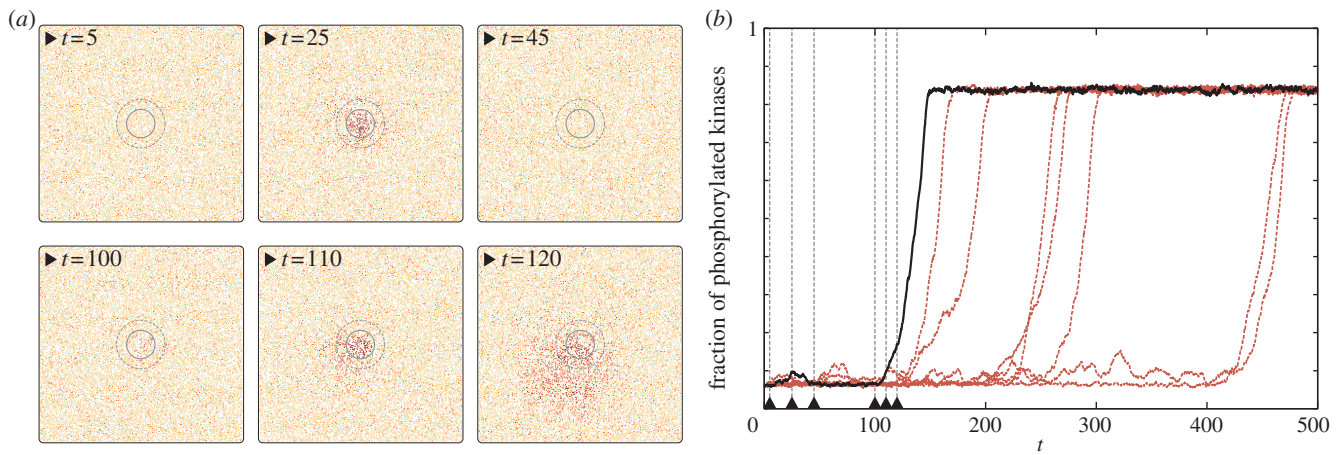 (a)
t=5
t=25
t=45
t=100
t=110
t=120
(b)
fraction of phosphorylated kinases
1
0
100
200
300
400
500
t